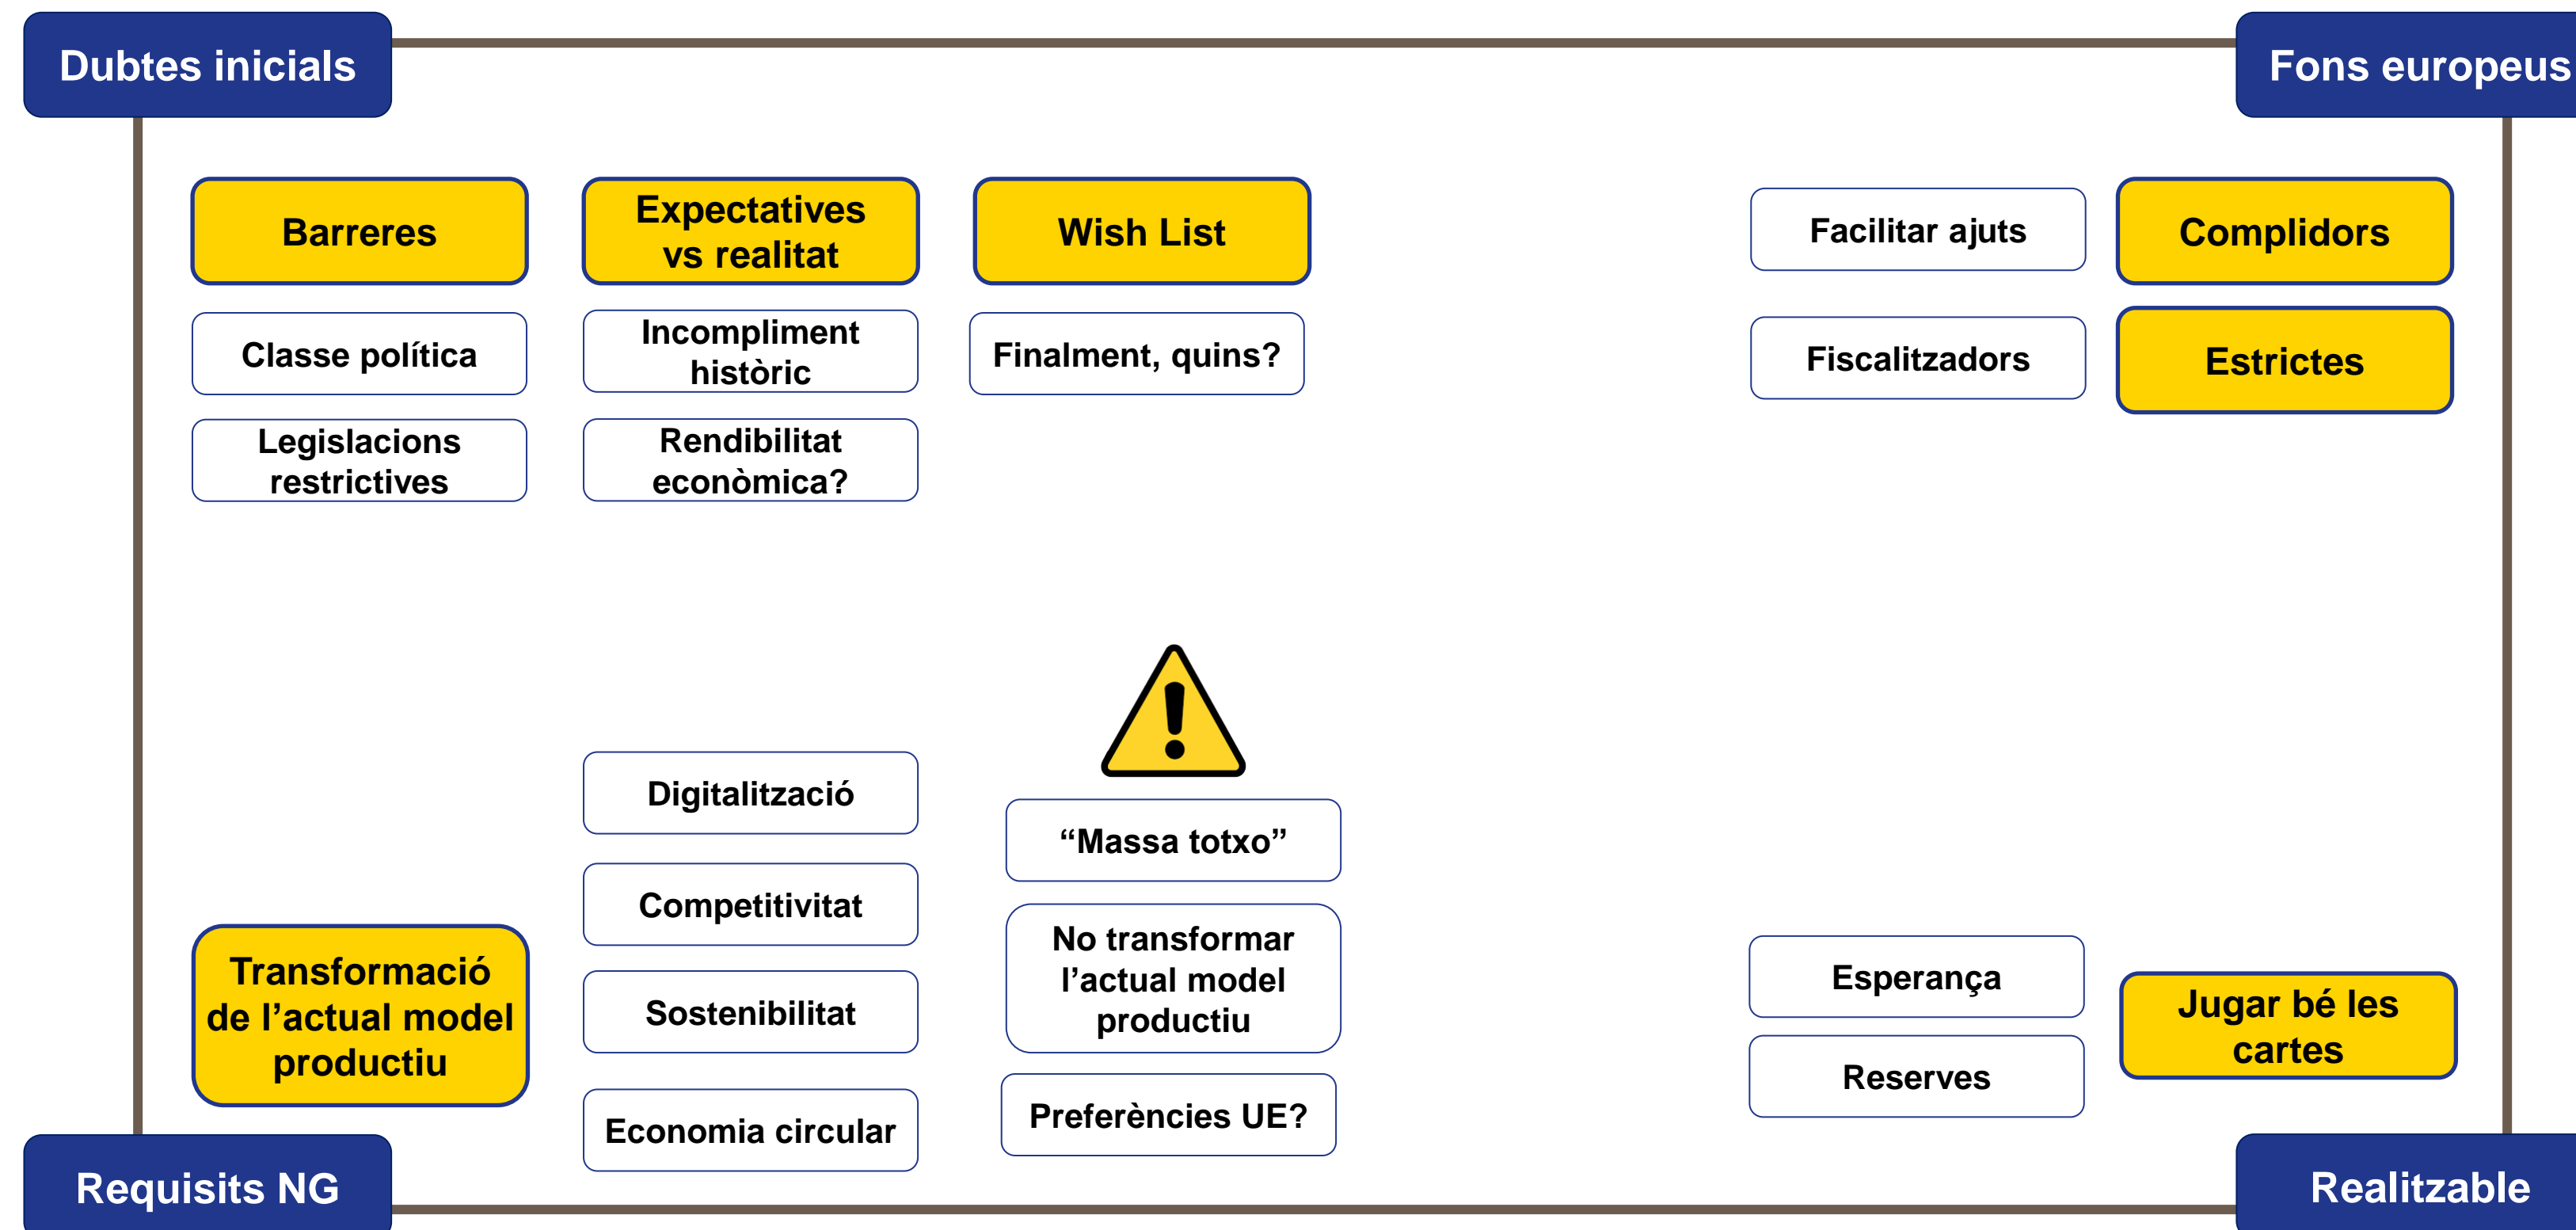 Dubtes inicials
Fons europeus
Barreres
Expectatives
vs realitat
Wish List
Facilitar ajuts
Complidors
Classe política
Incompliment
històric
Finalment, quins?
Fiscalitzadors
Estrictes
Legislacions
restrictives
Rendibilitat
econòmica?
Transformació
de l’actual model
productiu
Digitalització
Competitivitat
Sostenibilitat
Economia circular
“Massa totxo”
No transformar
l’actual model
productiu
Preferències UE?
Esperança
Reserves
Jugar bé les
cartes
Requisits NG
Realitzable